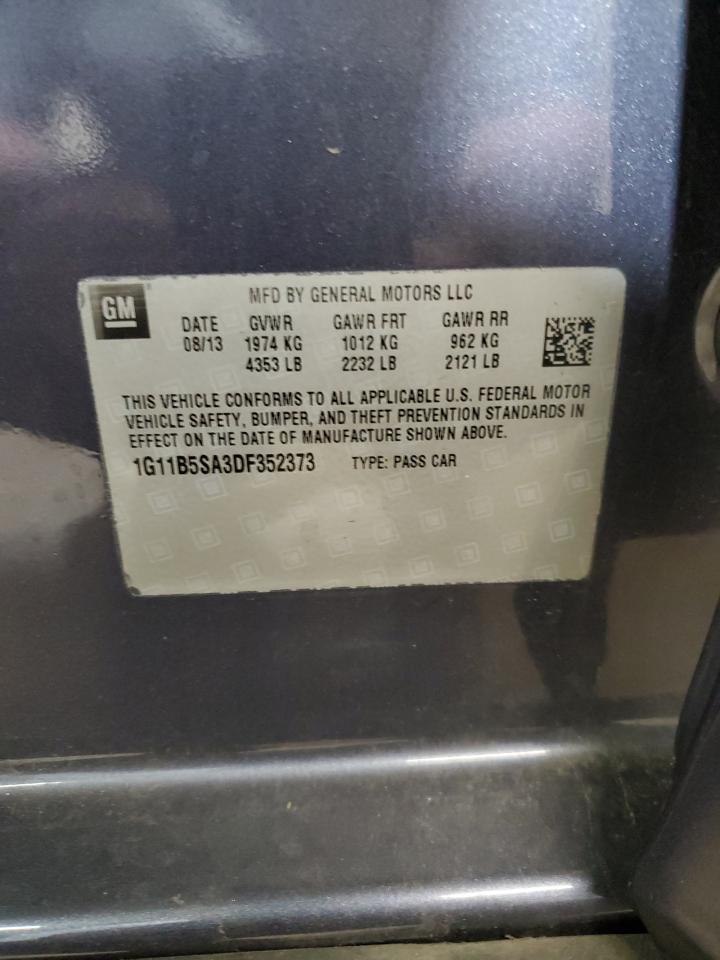 GM
MFD BY GENERAL MOTORS LLC
DATE GVWR GAWR FRT GAWR RR
08/13 1974 KG 1012 KG 962 KG
4353 LB 2232 LB 2121 LB
THIS VEHICLE CONFORMS TO ALL APPLICABLE U.S. FEDERAL MOTOR
VEHICLE SAFETY, BUMPER, AND THEFT PREVENTION STANDARDS IN
EFFECT ON THE DATE OF MANUFACTURE SHOWN ABOVE.
1G11B5SA3DF352373 TYPE: PASS CAR